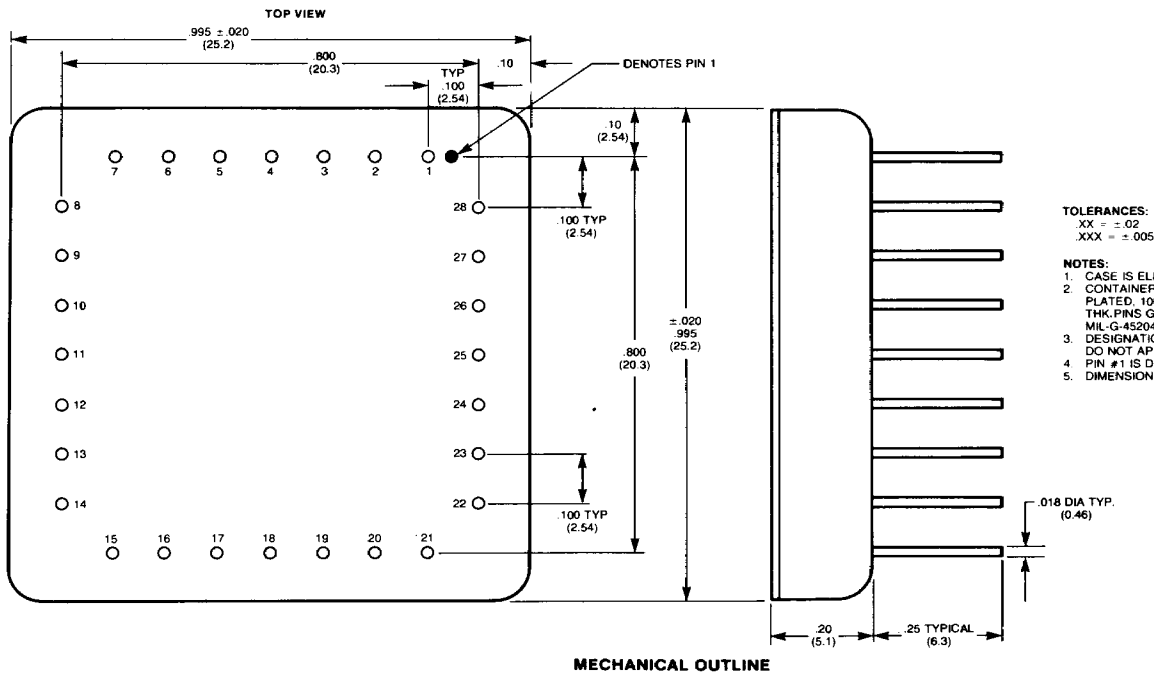 TOP VIEW
.995 ±.020
(25.2)
.800
(20.3)
.10
TYP
.100
(2.54)
DENOTES PIN 1
.10
(2.54)
7 6 5 4 3 2 1
8
9
10
11
12
13
14
28
27
26
25
24
23
22
15 16 17 18 19 20 21
.100 TYP
(2.54)
.100 TYP
(2.54)
.800
(20.3)
±.020
.995
(25.2)
TOLERANCES:
.XX = ±.02
.XXX = ±.005
NOTES:
1. CASE IS
2. CONTAINER
PLATED,
THK.PINS
MIL-G-45204
3.
DO NOT
4. PIN #1 IS
5. DIMENSION
.018 DIA TYP.
(0.46)
.20
(5.1)
.25 TYPICAL
(6.3)
MECHANICAL OUTLINE